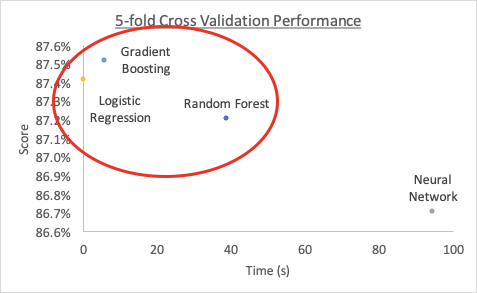 5-fold Cross Validation Performance
87.6%
87.5%
87.4%
87.3%
87.2%
87.1%
87.0%
86.9%
86.8%
86.7%
86.6%
Score
Gradient
Boosting
Logistic
Regression
Random Forest
Neural
Network
0
20
40
60
80
100
Time (s)